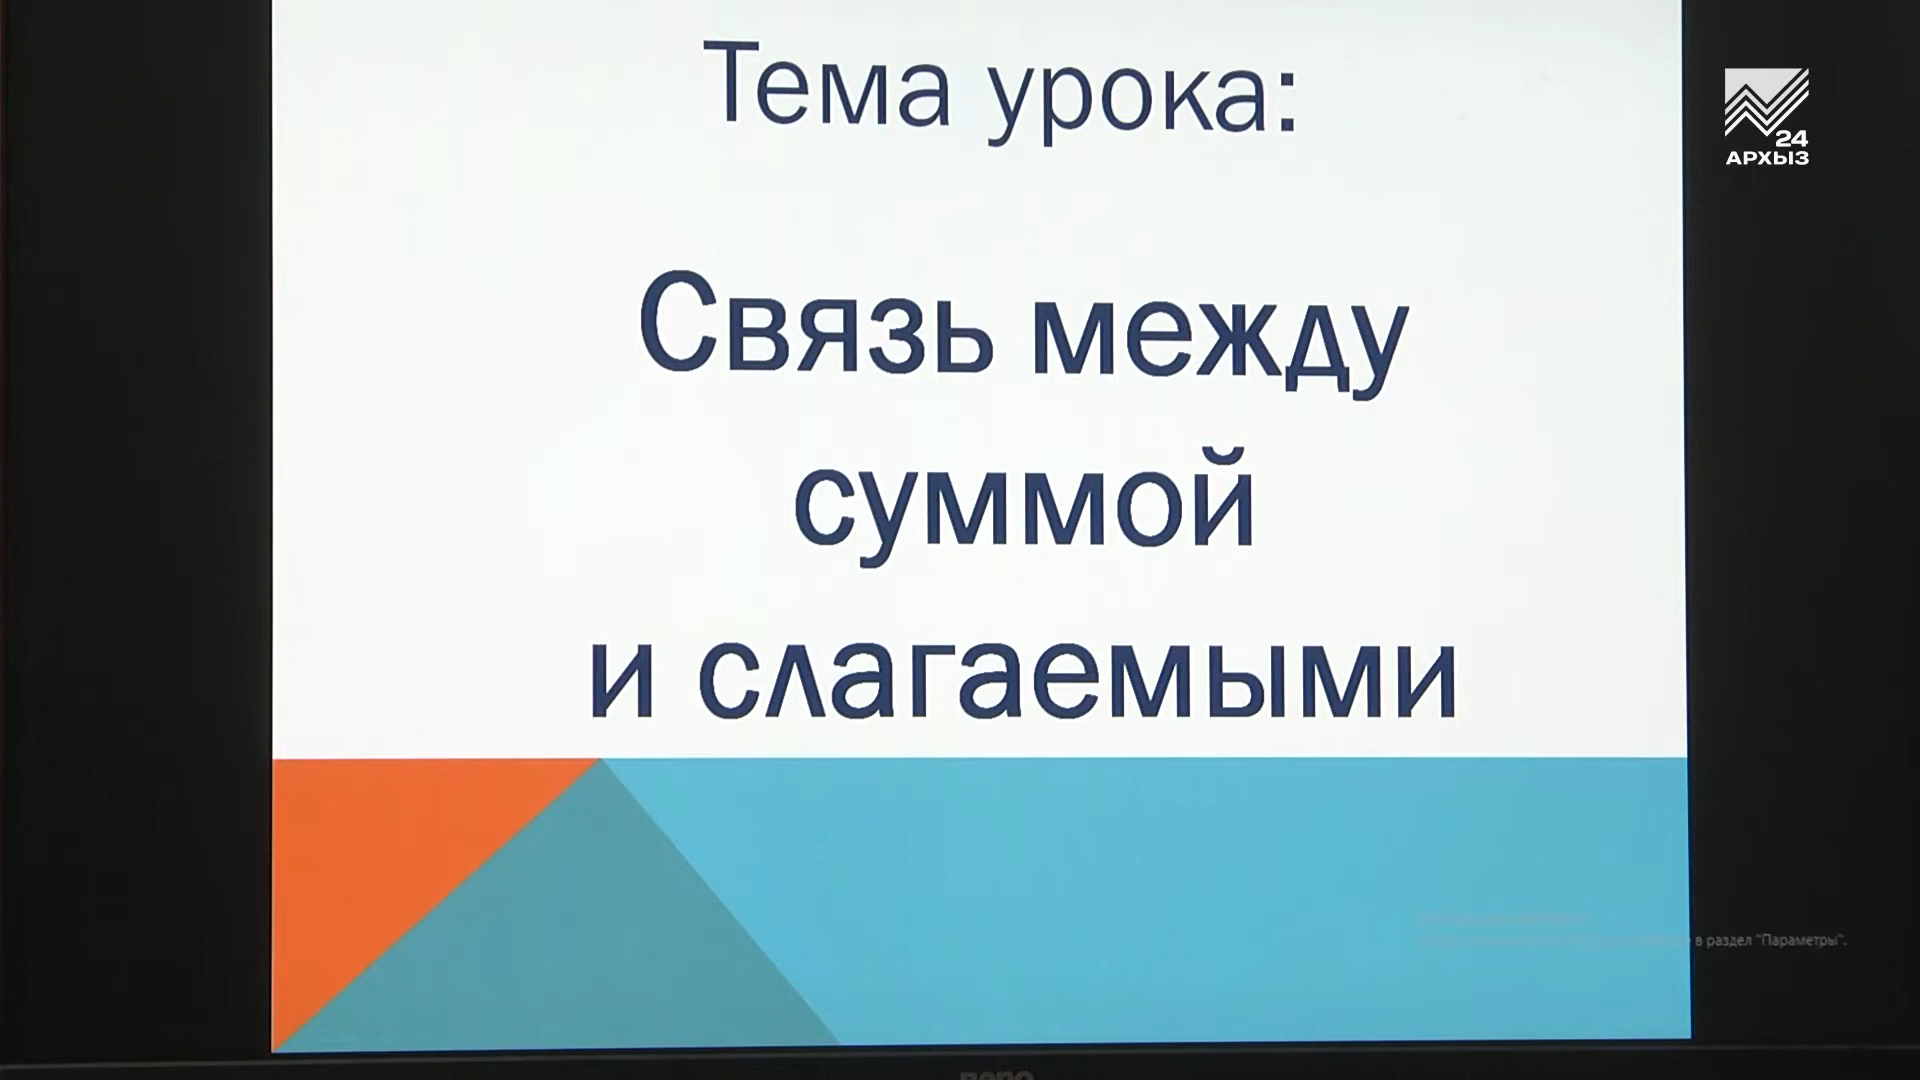 Тема урока:
24
АРХЫЗ
Связь между
суммой
и слагаемыми
в раздел "Параметры".